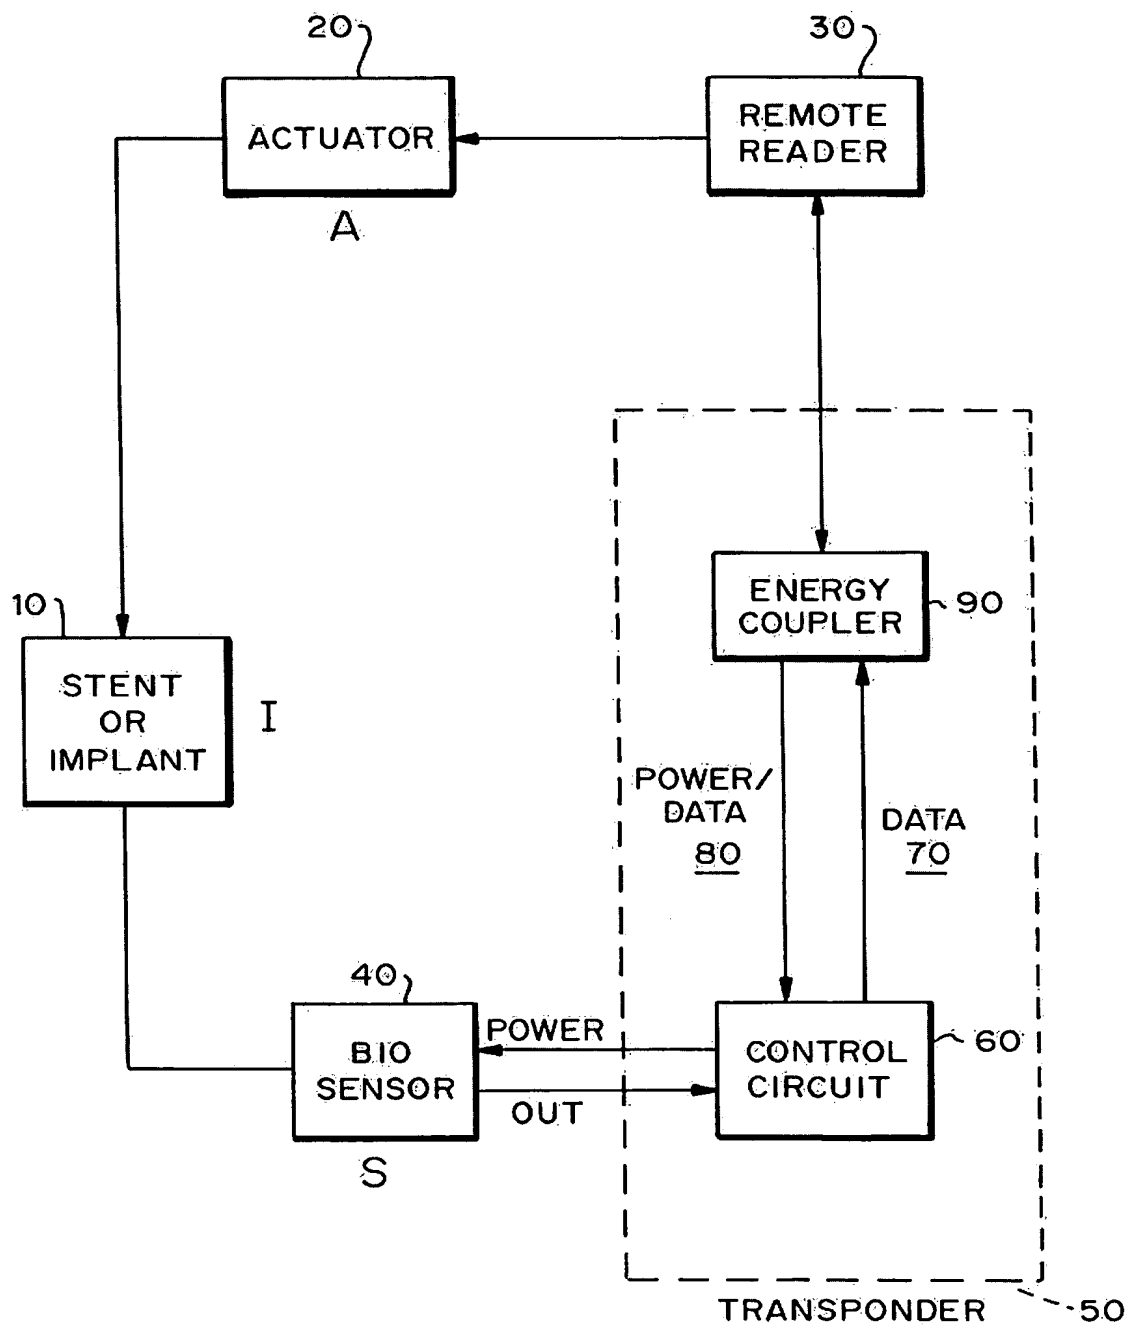 20
30
ACTUATOR
REMOTE
READER
A
10
STENT
OR
IMPLANT
I
ENERGY
COUPLER
90
POWER/
DATA
80
DATA
70
40
BIO
SENSOR
S
POWER
OUT
CONTROL
CIRCUIT
60
TRANSPONDER
50